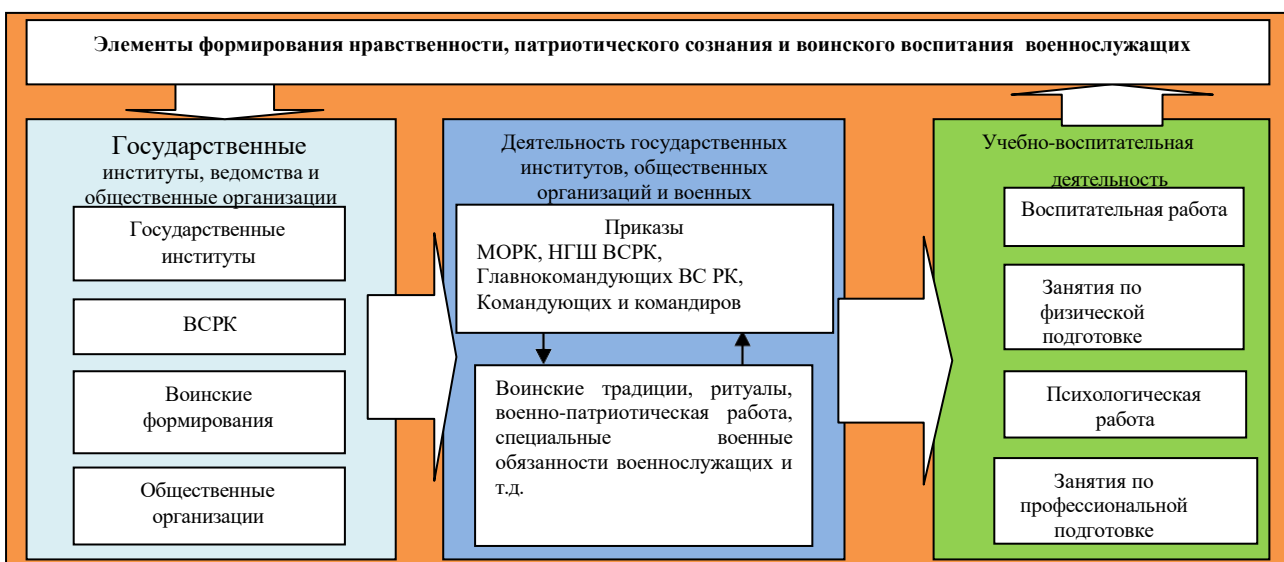 Элементы формирования нравственности, патриотического сознания и воинского воспитания военнослужащих
Государственные
институты, ведомства и
общественные организации
Государственные
институты
ВСРК
Воинские
формирования
Общественные
организации
Деятельность государственных
институтов, общественных
организаций и военных
Приказы
МОРК, НГШ ВСРК,
Главнокомандующих ВС РК,
Командующих и командиров
Воинские традиции, ритуалы,
военно-патриотическая работа,
специальные военные
обязанности военнослужащих и
т.д.
Учебно-воспитательная
деятельность
Воспитательная работа
Занятия по
физической
подготовке
Психологическая
работа
Занятия по
профессиональной
подготовке